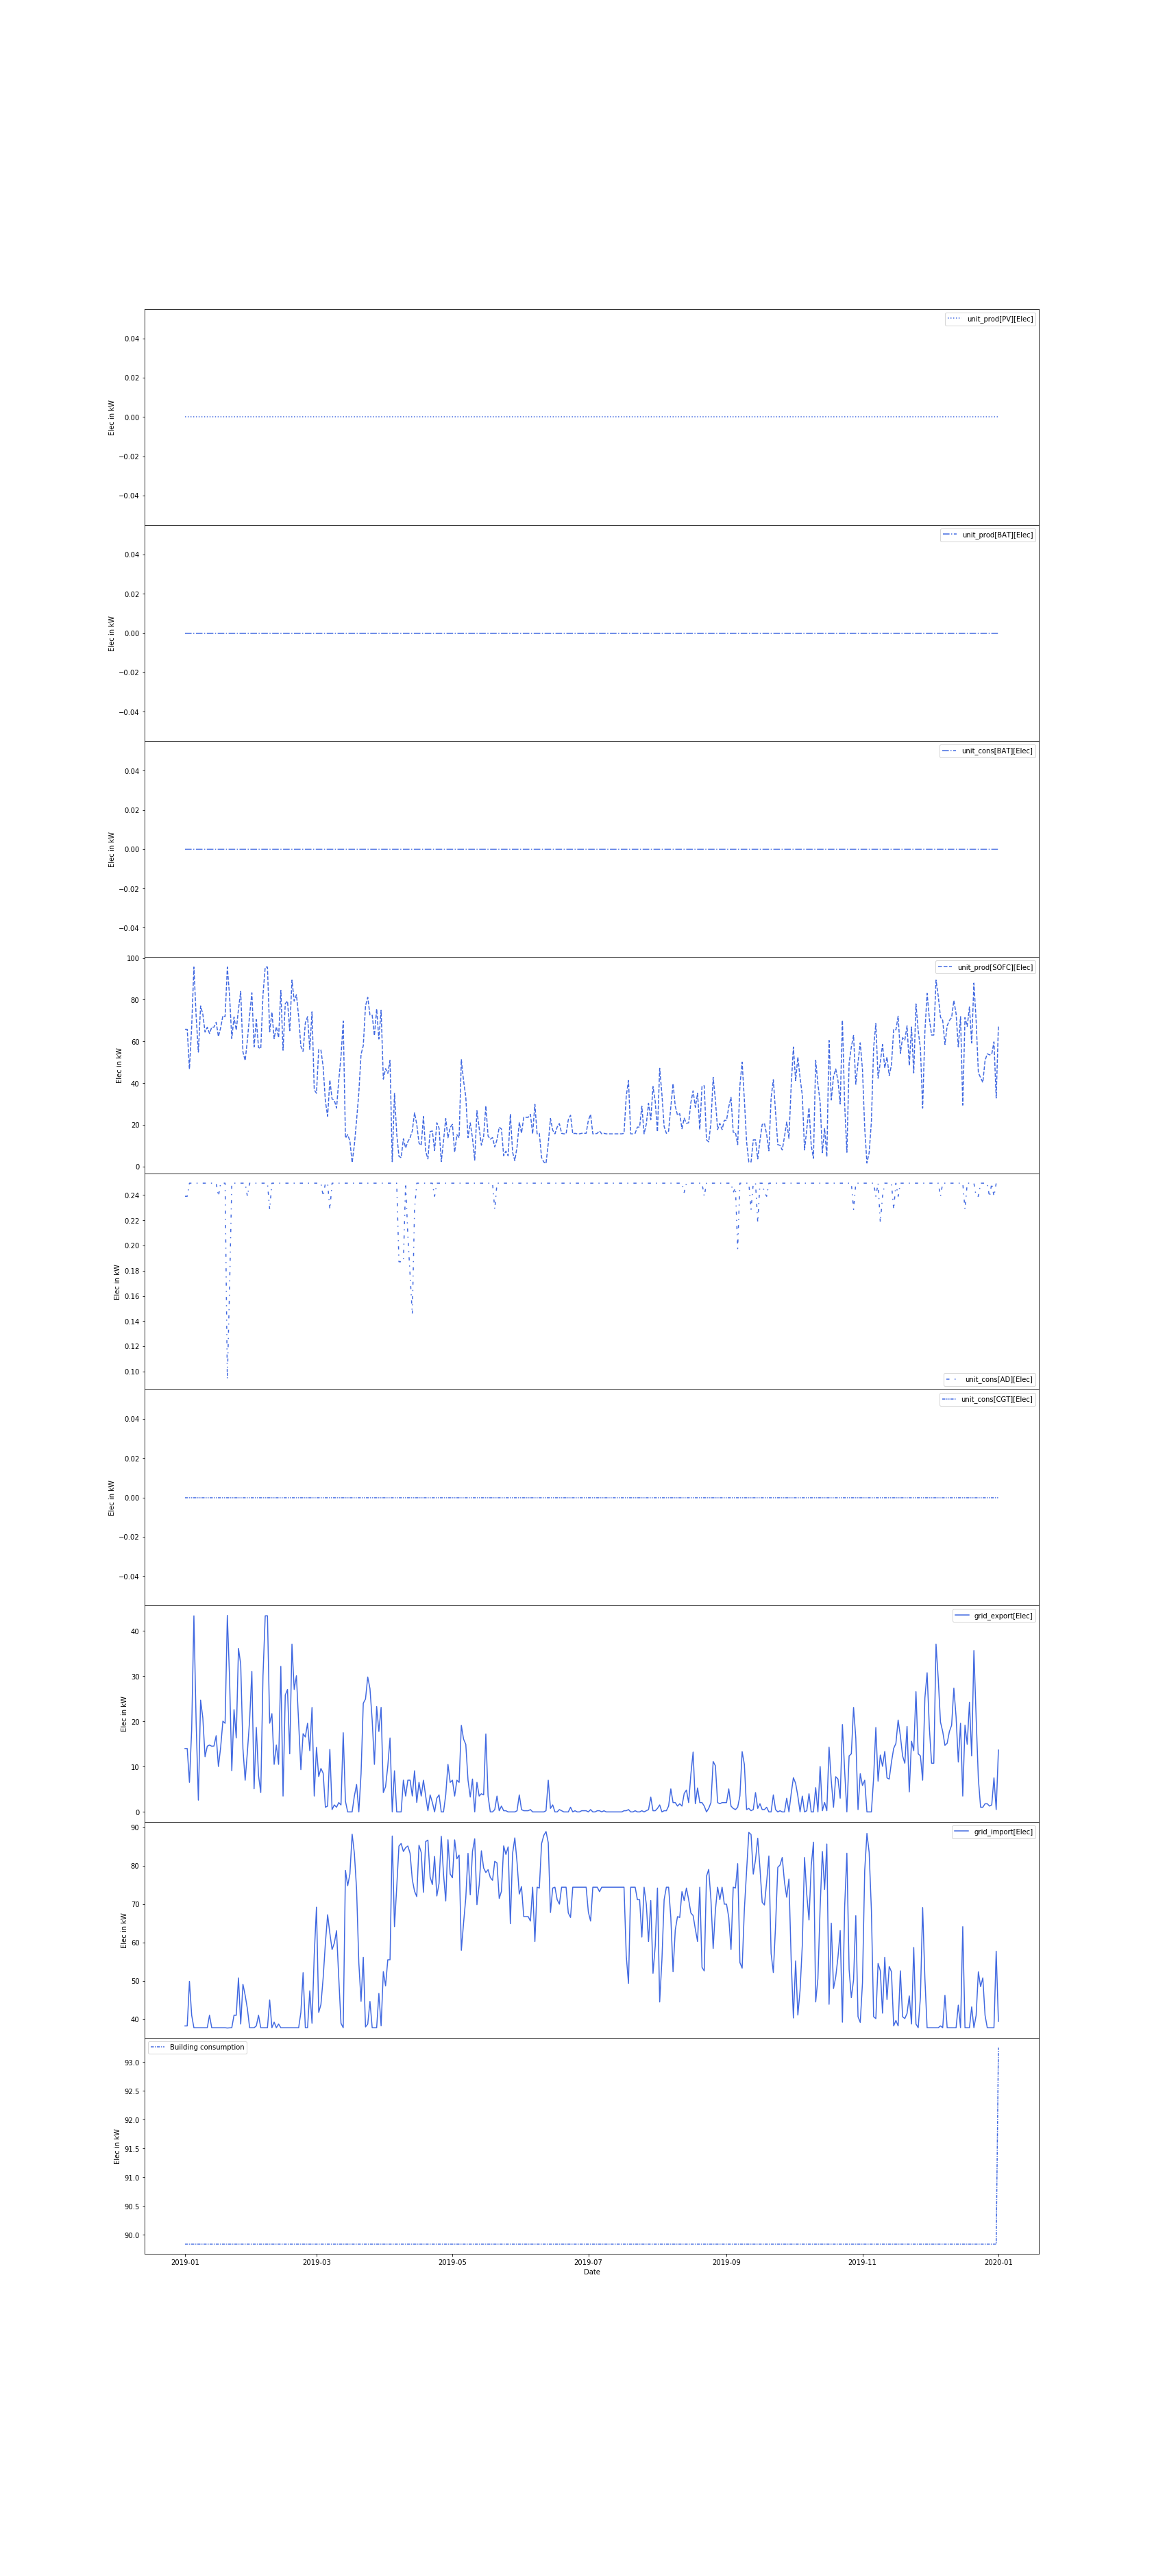 unit_prod[PV][Elec]
0.04
0.02
0.00
−0.02
−0.04
Elec in kW
unit_prod[BAT][Elec]
0.04
0.02
0.00
−0.02
−0.04
Elec in kW
unit_cons[BAT][Elec]
0.04
0.02
0.00
−0.02
−0.04
Elec in kW
unit_prod[SOFC][Elec]
100
80
60
40
20
0
Elec in kW
0.24
0.22
0.20
0.18
0.16
0.14
0.12
0.10
Elec in kW
unit_cons[AD][Elec]
unit_cons[CGT][Elec]
0.04
0.02
0.00
−0.02
−0.04
Elec in kW
grid_export[Elec]
40
30
20
10
0
Elec in kW
grid_import[Elec]
90
80
70
60
50
40
Elec in kW
Building consumption
93.0
92.5
92.0
91.5
91.0
90.5
90.0
Elec in kW
2019-01 2019-03 2019-05 2019-07 2019-09 2019-11 2020-01
Date